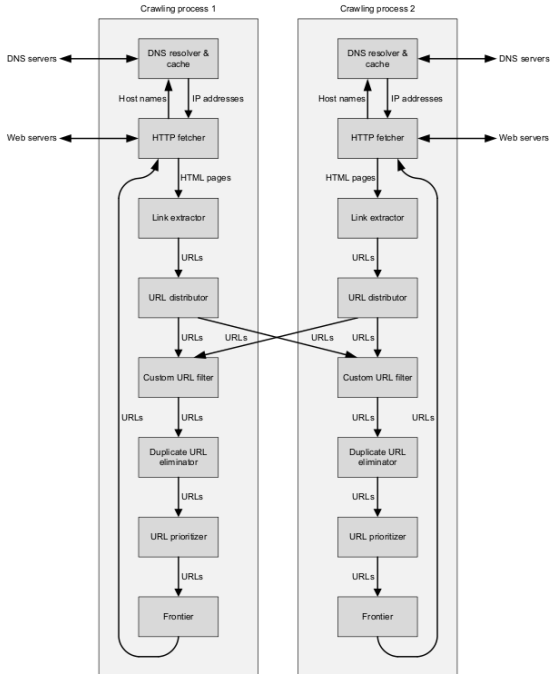 Crawling process 1
Crawling process 2
DNS servers
DNS resolver &
cache
DNS resolver &
cache
DNS servers
Host names
IP addresses
Host names
IP addresses
Web servers
HTTP fetcher
HTTP fetcher
Web servers
HTML pages
HTML pages
Link extractor
Link extractor
URLs
URLs
URL distributor
URL distributor
URLs
URLs
URLs
URLs
Custom URL filter
Custom URL filter
URLs
URLs
URLs
URLs
Duplicate URL
eliminator
Duplicate URL
eliminator
URLs
URLs
URL prioritizer
URL prioritizer
URLs
URLs
Frontier
Frontier